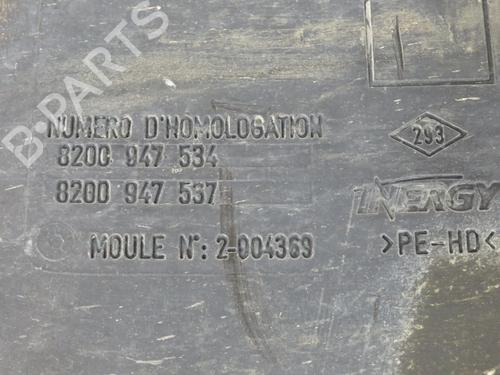 B-PARTS
NUMERO D'HOMOLOGATION
8200 947 534
8200 947 537
MOULE N°: 2-004369
293
INERGY
>PE-HD<